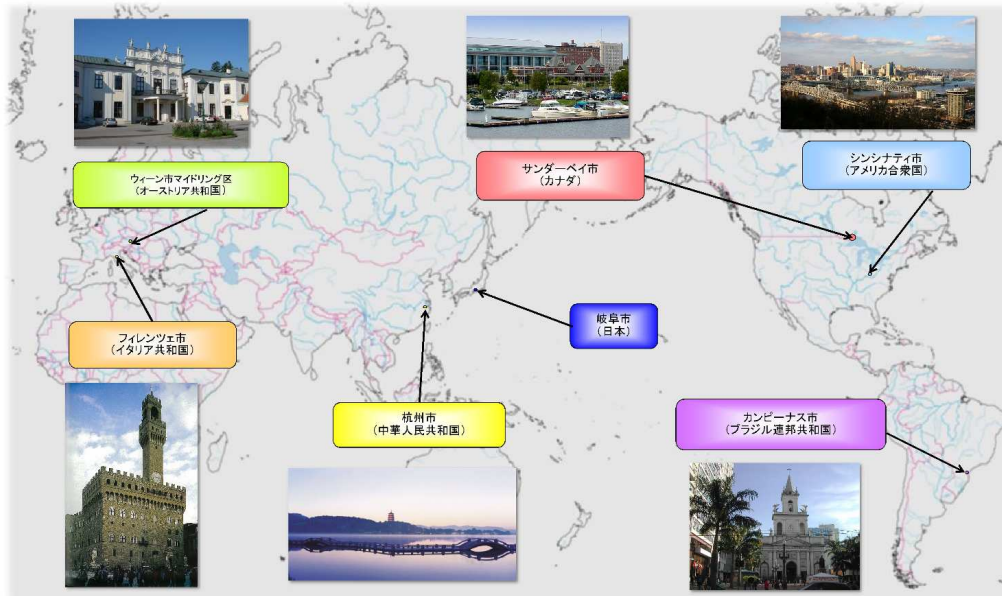 ウィーン市マイドリング区
(オーストリア共和国)
サンダーベイ市
(カナダ)
シンシナティ市
(アメリカ合衆国)
フィレンツェ市
(イタリア共和国)
岐阜市
(日本)
杭州市
(中華人民共和国)
カンピーナス市
(ブラジル連邦共和国)